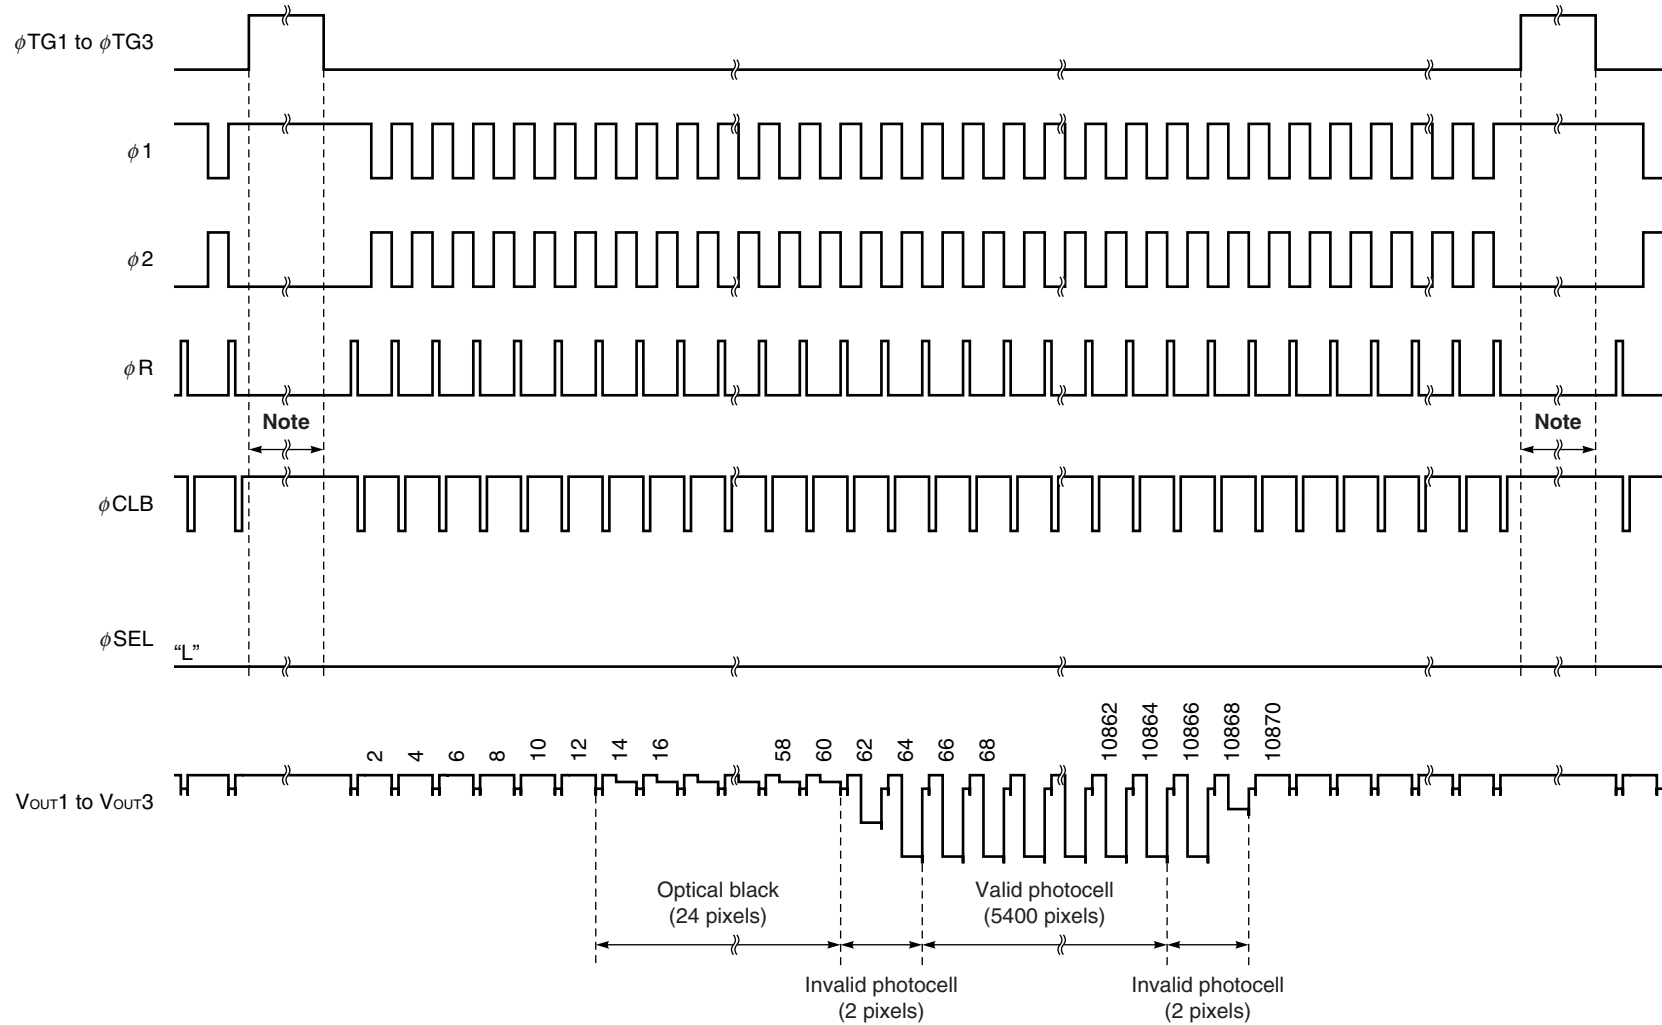 ϕTG1 to ϕTG3
ϕ1
ϕ2
ϕR
Note
Note
ϕCLB
ϕSEL
“L”
2
4
6
8
10
12
14
16
58
60
62
64
66
68
10862
10864
10866
10868
10870
VOUT1 to VOUT3
Optical black
(24 pixels)
Valid photocell
(5400 pixels)
Invalid photocell
(2 pixels)
Invalid photocell
(2 pixels)